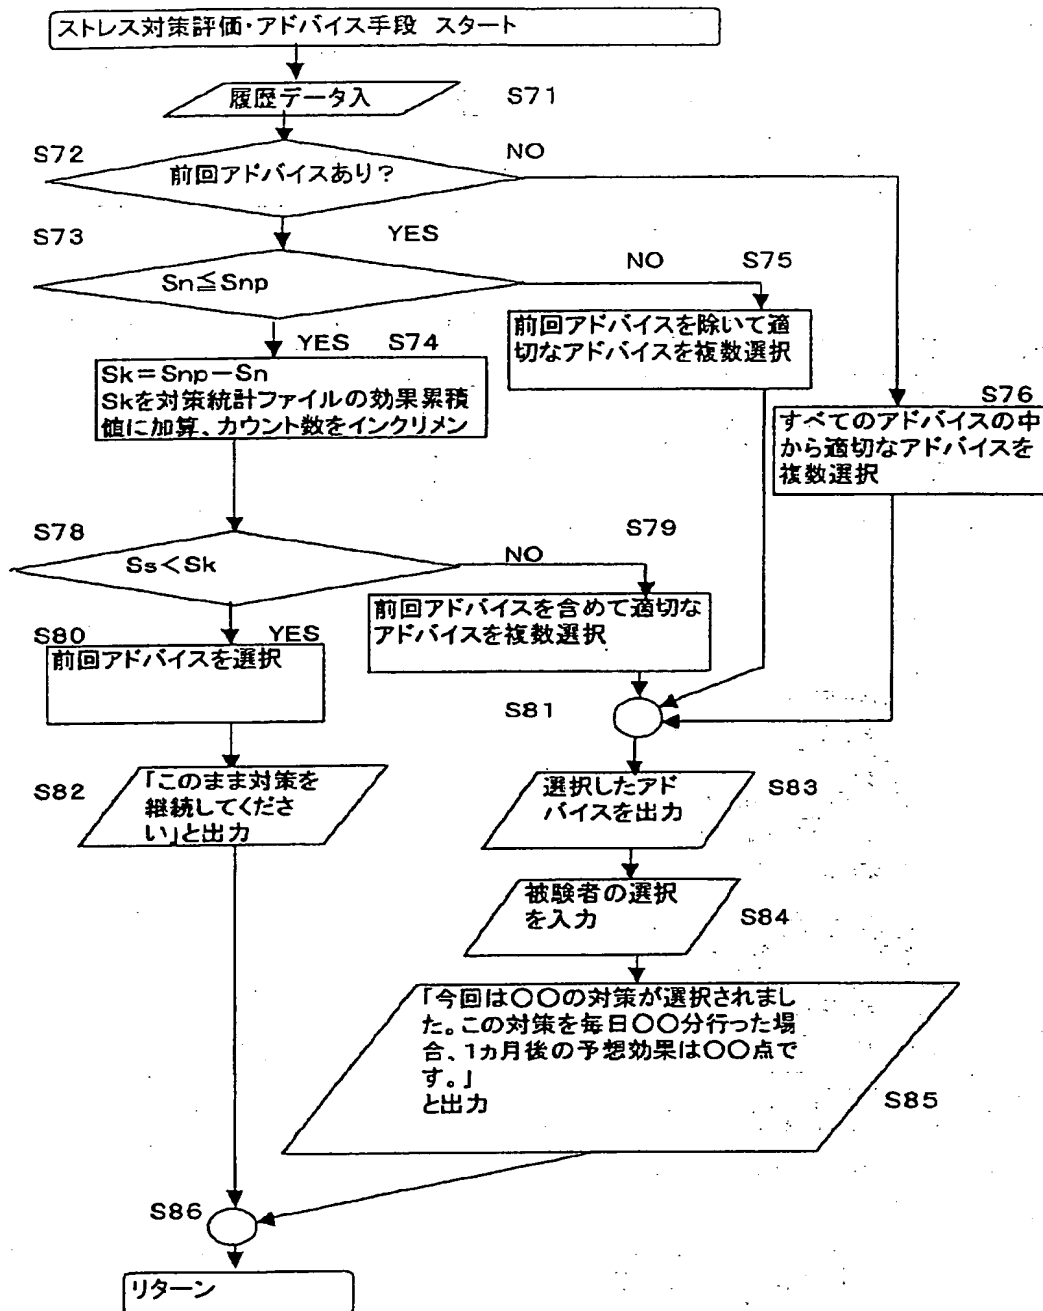 ストレス対策評価・アドバイス手段 スタート
履歴データ入
S71
S72
前回アドバイスあり?
NO
S73
YES
Sn≦Snp
NO
S75
前回アドバイスを除いて適
切なアドバイスを複数選択
YES
S74
Sk=Snp-Sn
Skを対策統計ファイルの効果累積
値に加算、カウント数をインクリメン
S76
すべてのアドバイスの中
から適切なアドバイスを
複数選択
S78
Ss<Sk
NO
S79
前回アドバイスを含めて適切な
アドバイスを複数選択
S80
YES
前回アドバイスを選択
S81
S82
「このまま対策を
継続してくださ
い」と出力
選択したアド
バイスを出力
S83
被験者の選択
を入力
S84
「今回は〇〇の対策が選択されまし
た。この対策を毎日〇〇分行った場
合、1ヵ月後の予想効果は〇〇点で
す。」
と出力
S85
S86
リターン